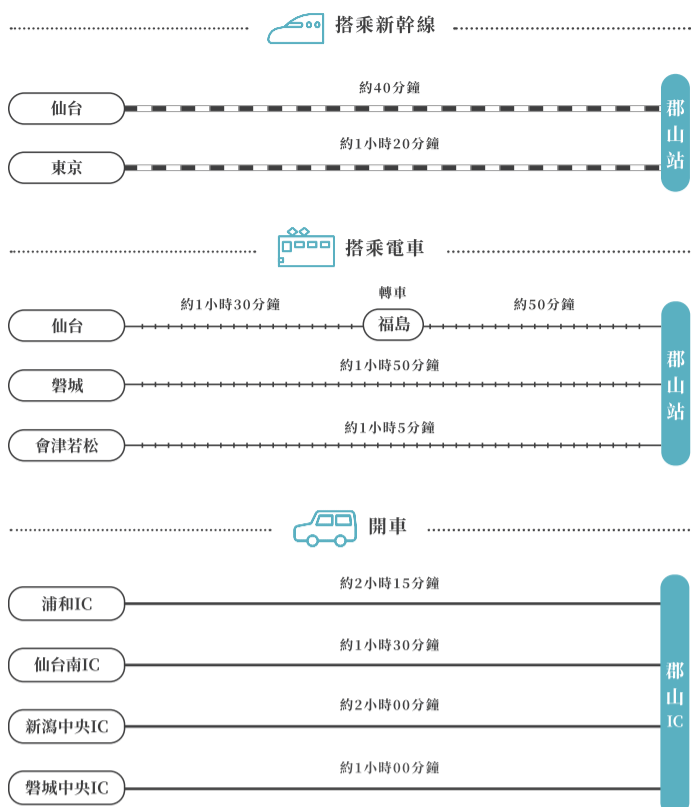 搭乘新幹線
約40分鐘
仙台
約1小時20分鐘
東京
郡山站
搭乘電車
轉車
約1小時30分鐘
約50分鐘
仙台
福島
約1小時50分鐘
磐城
約1小時5分鐘
會津若松
郡山站
開車
約2小時15分鐘
浦和IC
約1小時30分鐘
仙台南IC
約2小時00分鐘
新瀉中央IC
約1小時00分鐘
磐城中央IC
郡山IC